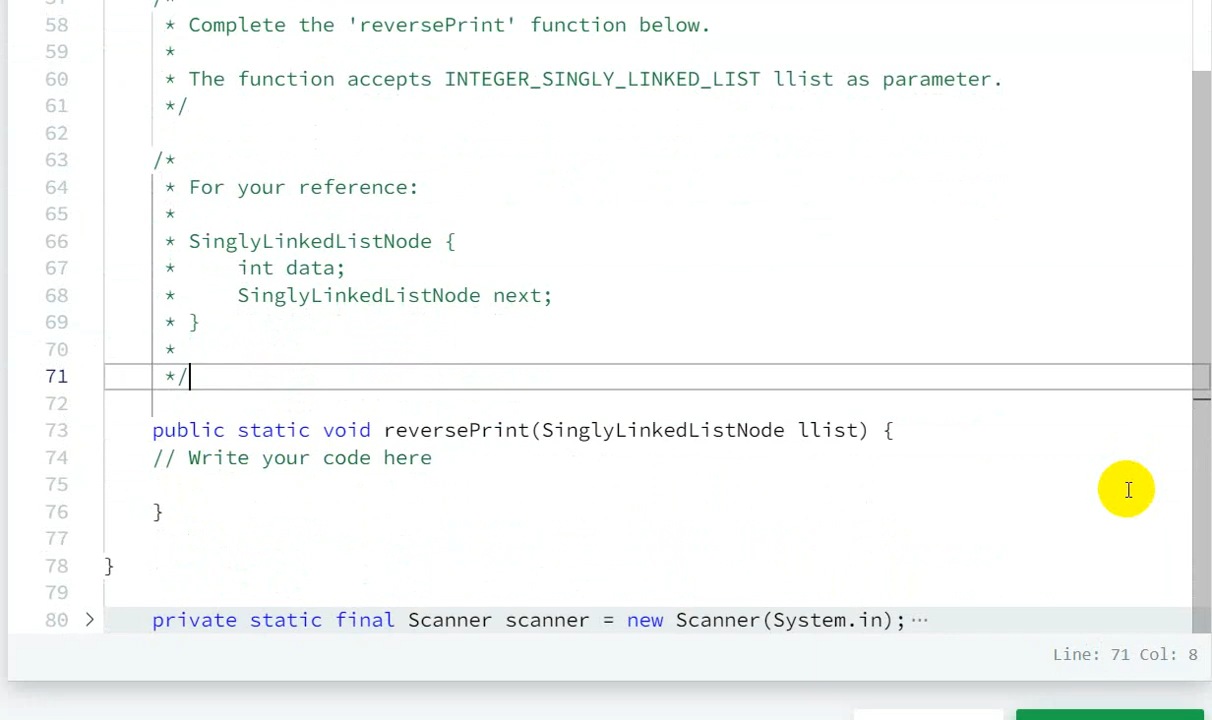 58 * Complete the 'reversePrint' function below.
59 *
60 * The function accepts INTEGER_SINGLY_LINKED_LIST llist as parameter.
61 */
62
63 /*
64 * For your reference:
65 *
66 * SinglyLinkedListNode {
67 *     int data;
68 *     SinglyLinkedListNode next;
69 * }
70 *
71 */
72
73 public static void reversePrint(SinglyLinkedListNode llist) {
74 // Write your code here
75
76 }
77
78 }
79
80 > private static final Scanner scanner = new Scanner(System.in);···
Line: 71 Col: 8